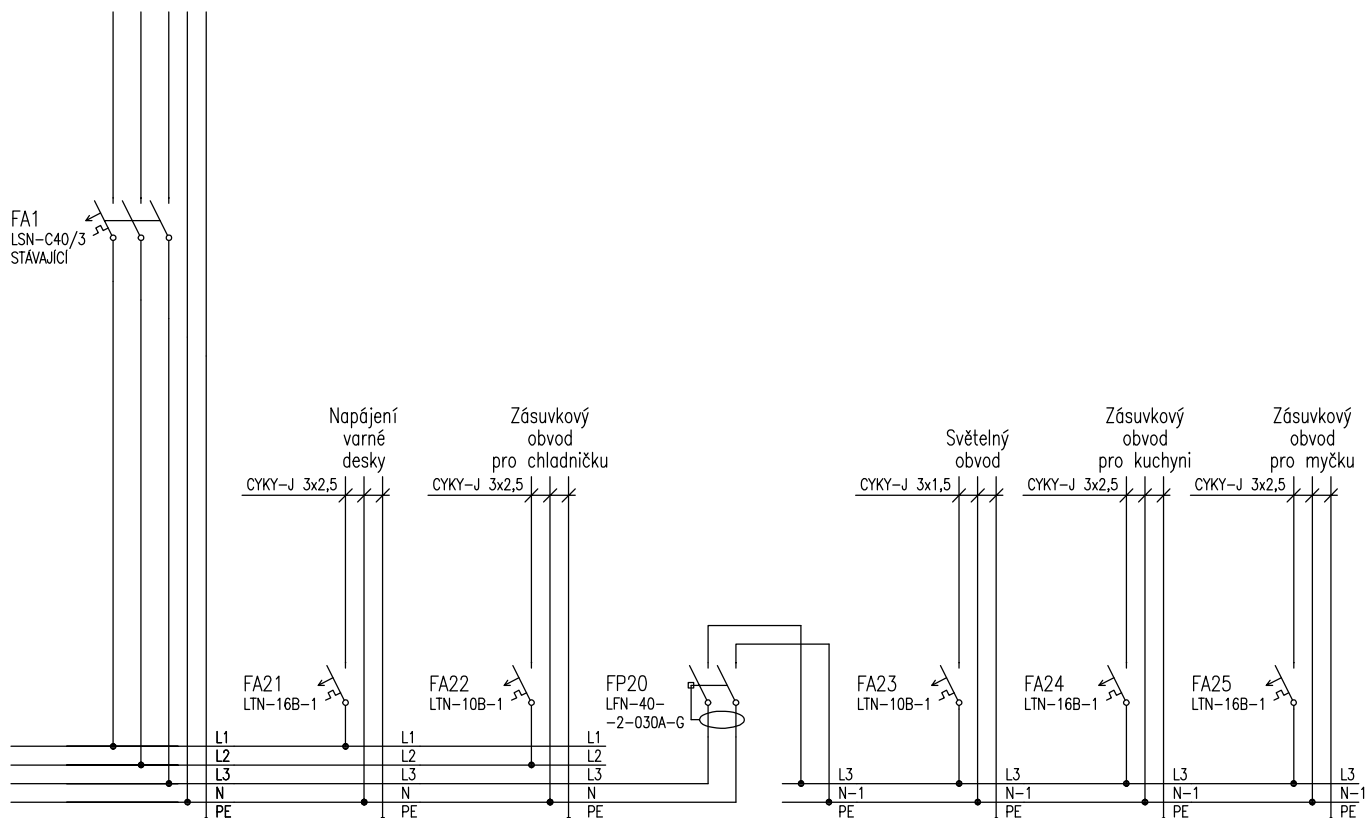 FA1
LSN-C40/3
STÁVAJÍCÍ
Napájení
varné
desky
CYKY-J 3x2,5
Zásuvkový
obvod
pro chladničku
CYKY-J 3x2,5
Světelný
obvod
CYKY-J 3x1,5
Zásuvkový
obvod
pro kuchyni
CYKY-J 3x2,5
Zásuvkový
obvod
pro myčku
CYKY-J 3x2,5
FA21
LTN-16B-1
FA22
LTN-10B-1
FP20
LFN-40-
-2-030A-G
FA23
LTN-10B-1
FA24
LTN-16B-1
FA25
LTN-16B-1
L1 L1 L1
L2 L2 L2
L3 L3 L3 L3 L3 L3 L3
N N N N-1 N-1 N-1 N-1
PE PE PE PE PE PE PE